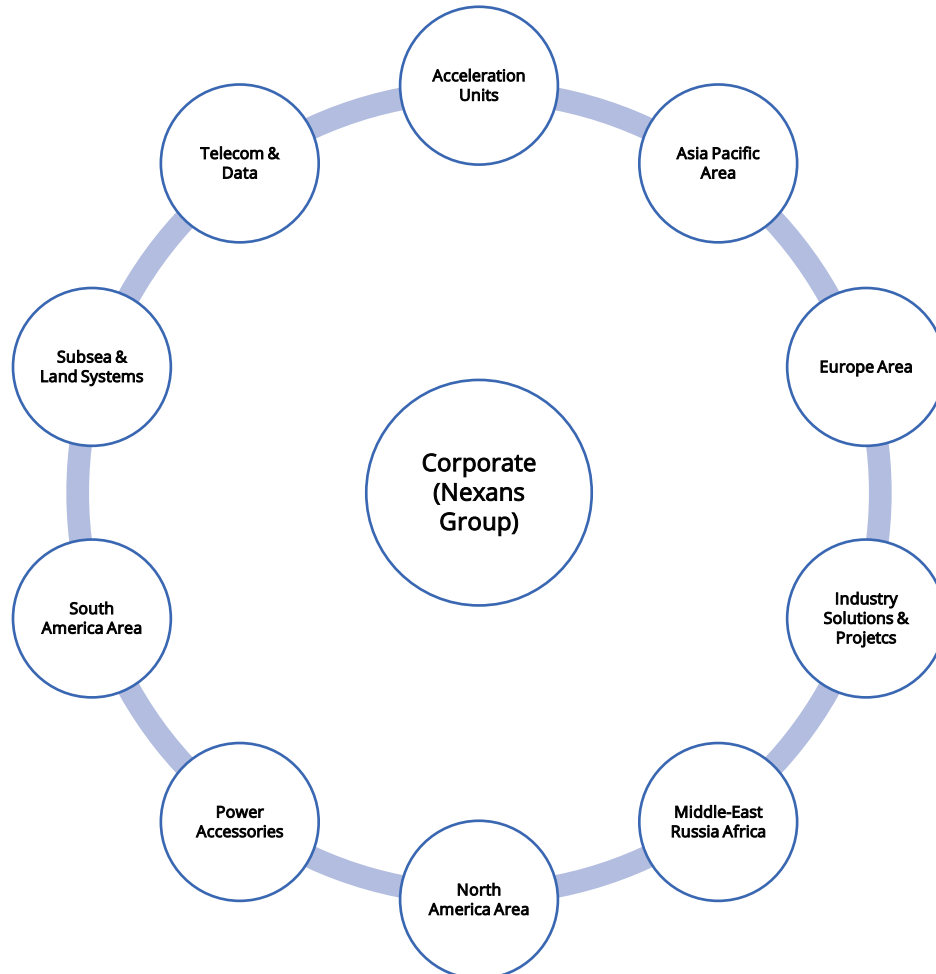 Acceleration
Units
Asia Pacific
Area
Europe Area
Industry
Solutions &
Projetcs
Middle-East
Russia Africa
North
America Area
Power
Accessories
South
America Area
Subsea &
Land Systems
Telecom &
Data
Corporate
(Nexans
Group)